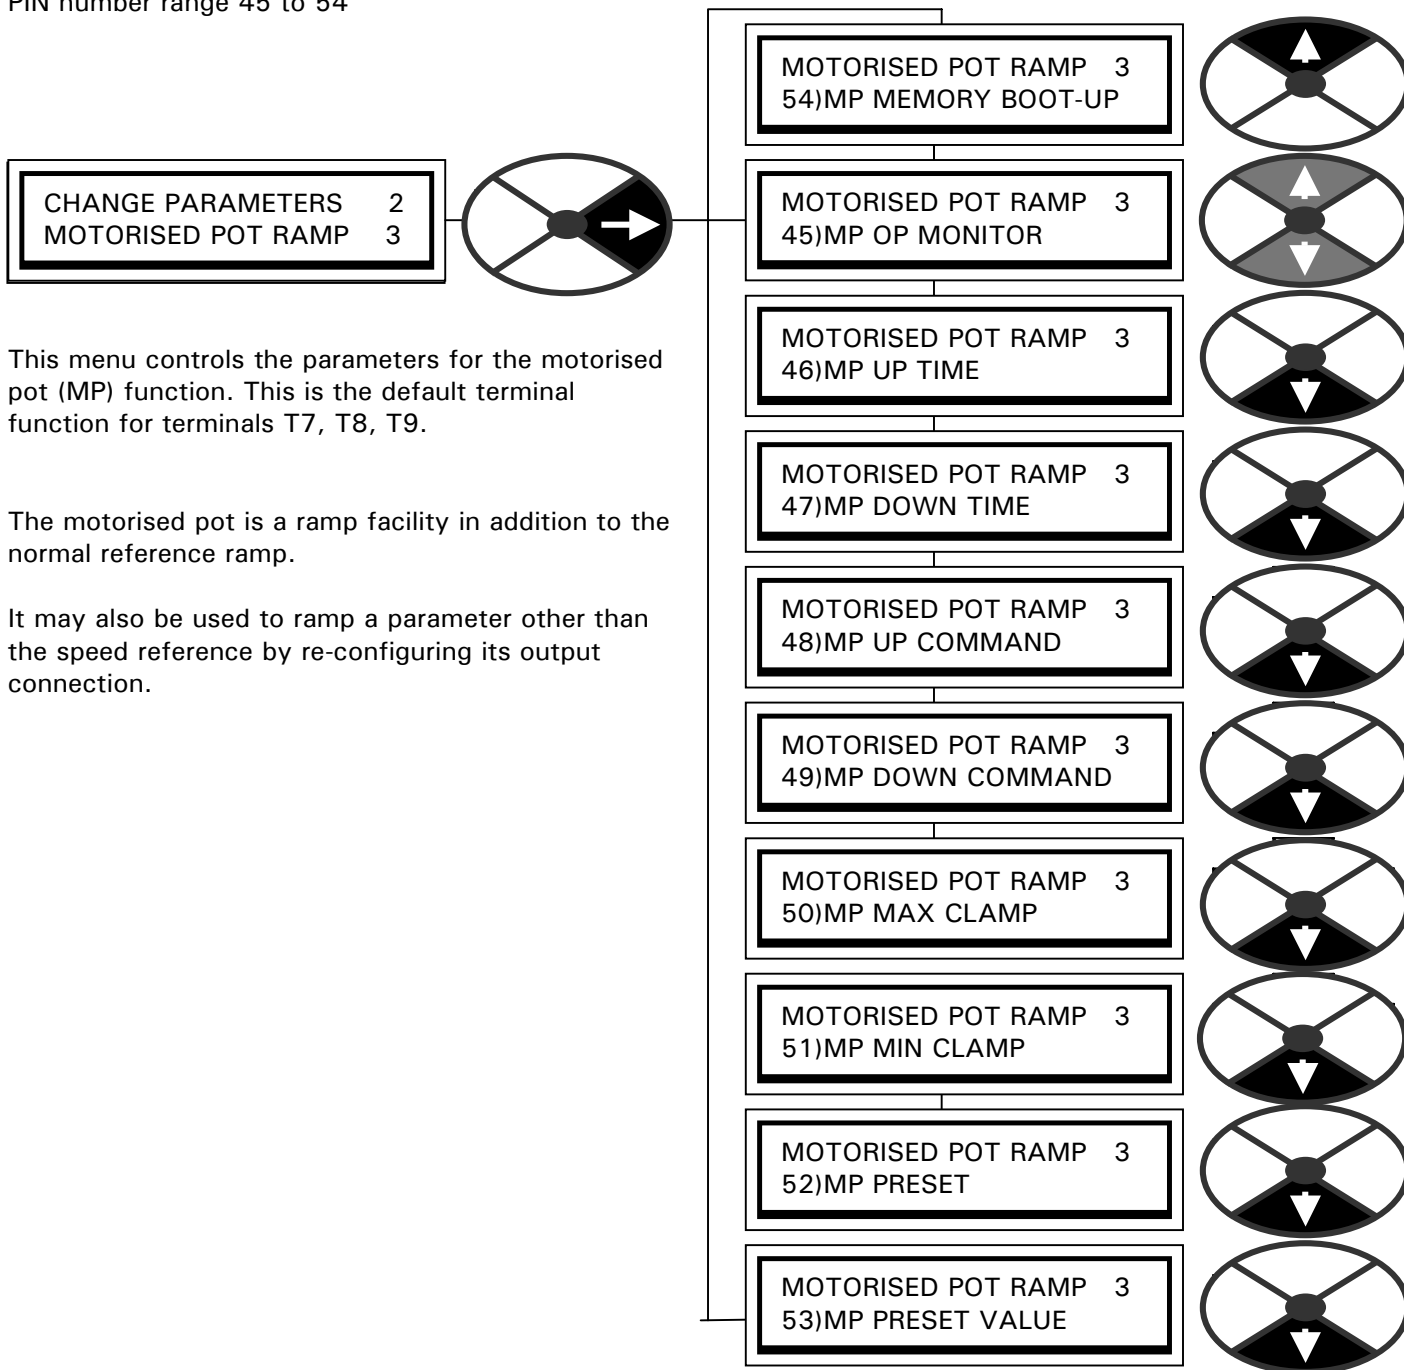 PIN number range 45 to 54
CHANGE PARAMETERS 2
MOTORISED POT RAMP 3
This menu controls the parameters for the motorised
pot (MP) function. This is the default terminal
function for terminals T7, T8, T9.
The motorised pot is a ramp facility in addition to the
normal reference ramp.
It may also be used to ramp a parameter other than
the speed reference by re-configuring its output
connection.
MOTORISED POT RAMP 3
54)MP MEMORY BOOT-UP
MOTORISED POT RAMP 3
45)MP OP MONITOR
MOTORISED POT RAMP 3
46)MP UP TIME
MOTORISED POT RAMP 3
47)MP DOWN TIME
MOTORISED POT RAMP 3
48)MP UP COMMAND
MOTORISED POT RAMP 3
49)MP DOWN COMMAND
MOTORISED POT RAMP 3
50)MP MAX CLAMP
MOTORISED POT RAMP 3
51)MP MIN CLAMP
MOTORISED POT RAMP 3
52)MP PRESET
MOTORISED POT RAMP 3
53)MP PRESET VALUE